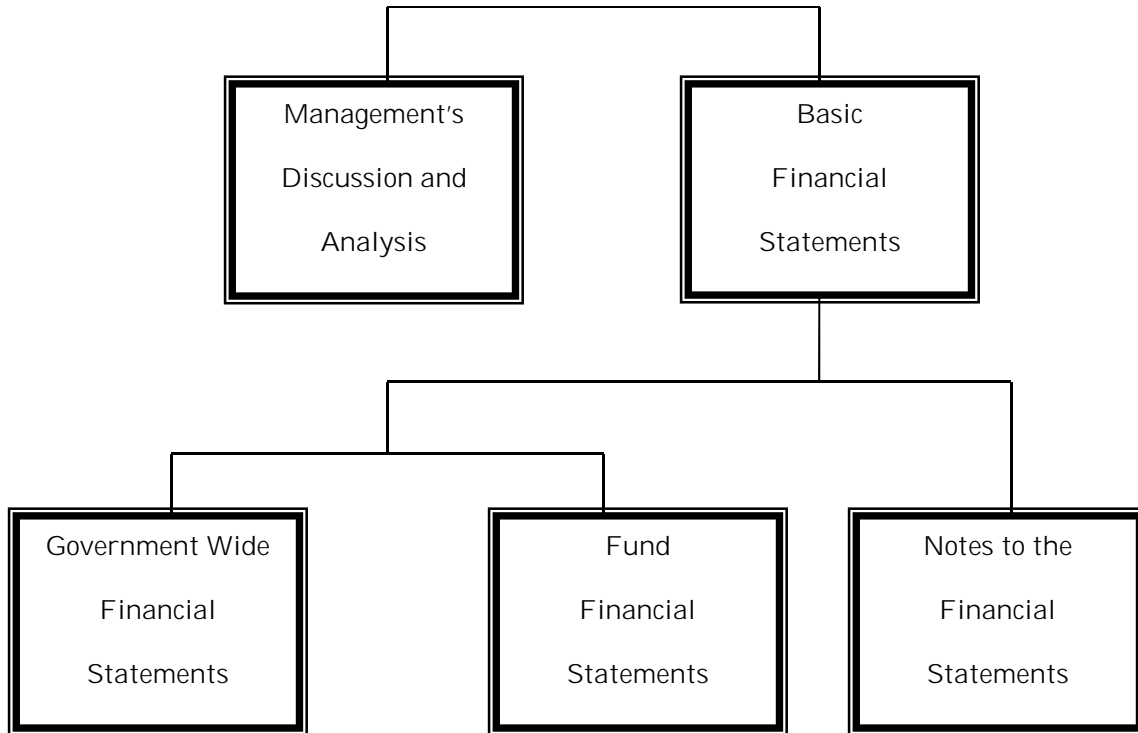 Management's
Discussion and
Analysis
Basic
Financial
Statements
Government Wide
Financial
Statements
Fund
Financial
Statements
Notes to the
Financial
Statements